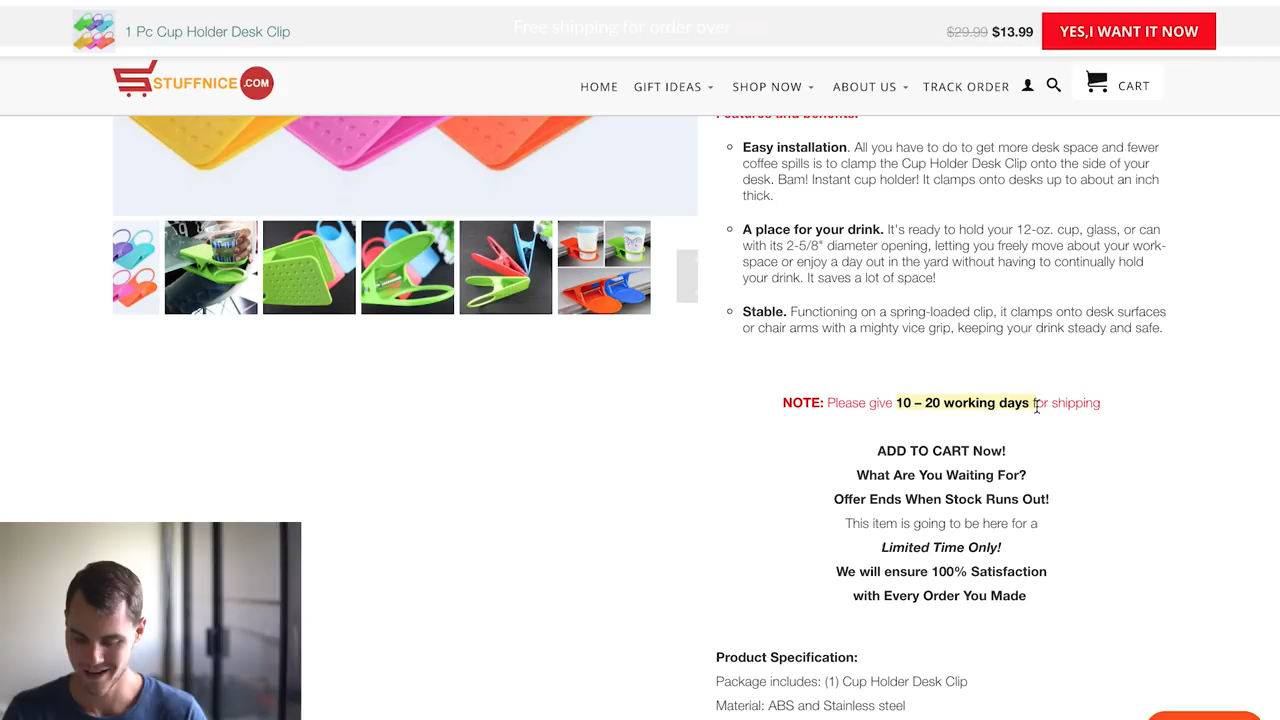 Free shipping for order over
1 Pc Cup Holder Desk Clip
$29.99 $13.99
YES,I WANT IT NOW
STUFFNICE.COM
HOME GIFT IDEAS SHOP NOW ABOUT US TRACK ORDER CART
Features and benefits:
Easy installation. All you have to do to get more desk space and fewer
coffee spills is to clamp the Cup Holder Desk Clip onto the side of your
desk. Bam! Instant cup holder! It clamps onto desks up to about an inch
thick.
A place for your drink. It's ready to hold your 12-oz. cup, glass, or can
with its 2-5/8" diameter opening, letting you freely move about your work-
space or enjoy a day out in the yard without having to continually hold
your drink. It saves a lot of space!
Stable. Functioning on a spring-loaded clip, it clamps onto desk surfaces
or chair arms with a mighty vice grip, keeping your drink steady and safe.
NOTE: Please give 10 – 20 working days for shipping
ADD TO CART Now!
What Are You Waiting For?
Offer Ends When Stock Runs Out!
This item is going to be here for a
Limited Time Only!
We will ensure 100% Satisfaction
with Every Order You Made
Product Specification:
Package includes: (1) Cup Holder Desk Clip
Material: ABS and Stainless steel